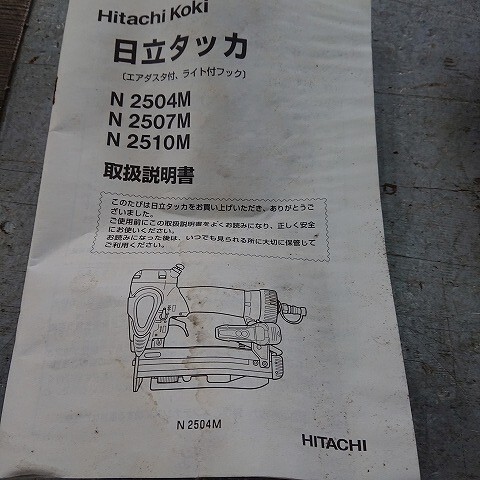 Hitachi Koki
日立タッカ
(エアダスタ付、ライト付フック)
N 2504M
N 2507M
N 2510M
取扱説明書
このたびは日立タッカをお買い上げいただき、ありがとうご
ざいました。
ご使用前にこの取扱説明書をよくお読みになり、正しく安全
にお使いください。
お読みになった後は、いつでも見られる所に大切に保管して
ご利用ください。
N 2504M
HITACHI